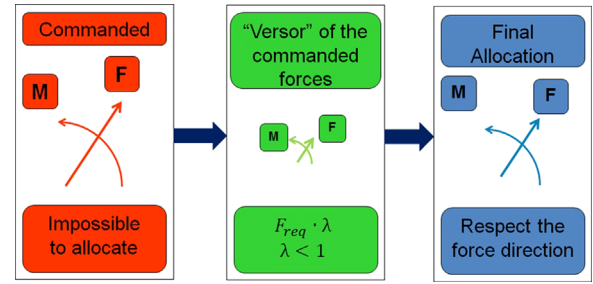 Commanded
M
F
Impossible
to allocate
“Versor” of the
commanded
forces
M
F
F_req · λ
λ < 1
Final
Allocation
M
F
Respect the
force direction